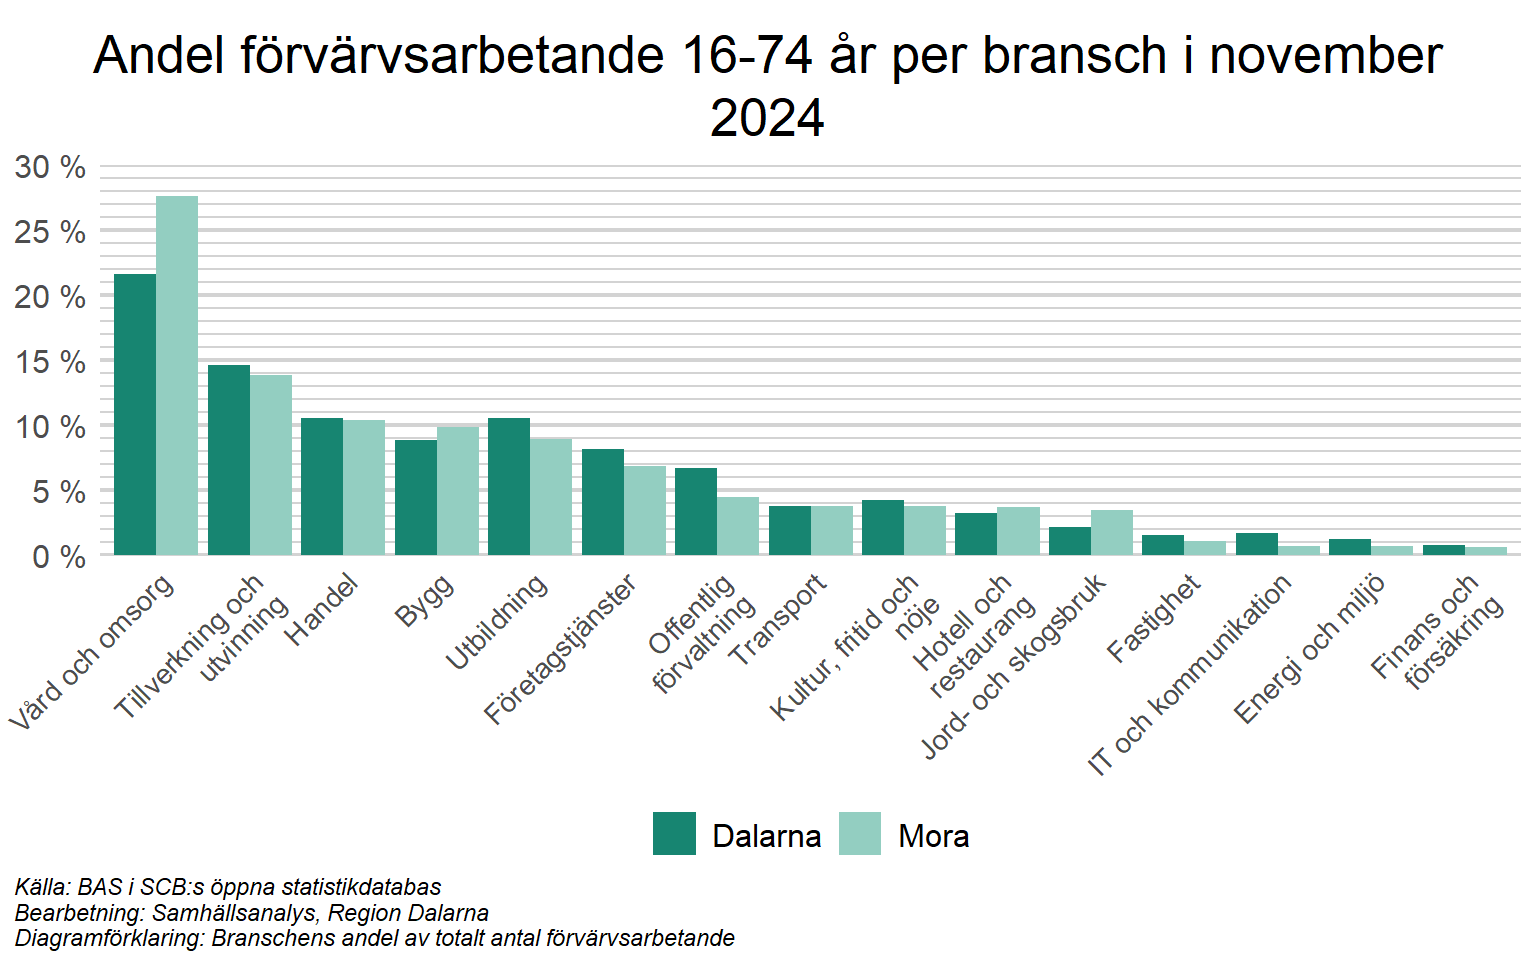 Andel förvärvsarbetande 16-74 år per bransch i november
2024
30 %
25 %
20 %
15 %
10 %
5 %
0 %
Vård och omsorg
Tillverkning och
utvinning
Handel
Bygg
Utbildning
Företagstjänster
Offentlig
förvaltning
Transport
Kultur, fritid och
nöje
Hotell och
restaurang
Jord- och skogsbruk
Fastighet
IT och kommunikation
Energi och miljö
Finans och
försäkring
Dalarna
Mora
Källa: BAS i SCB:s öppna statistikdatabas
Bearbetning: Samhällsanalys, Region Dalarna
Diagramförklaring: Branschens andel av totalt antal förvärvsarbetande